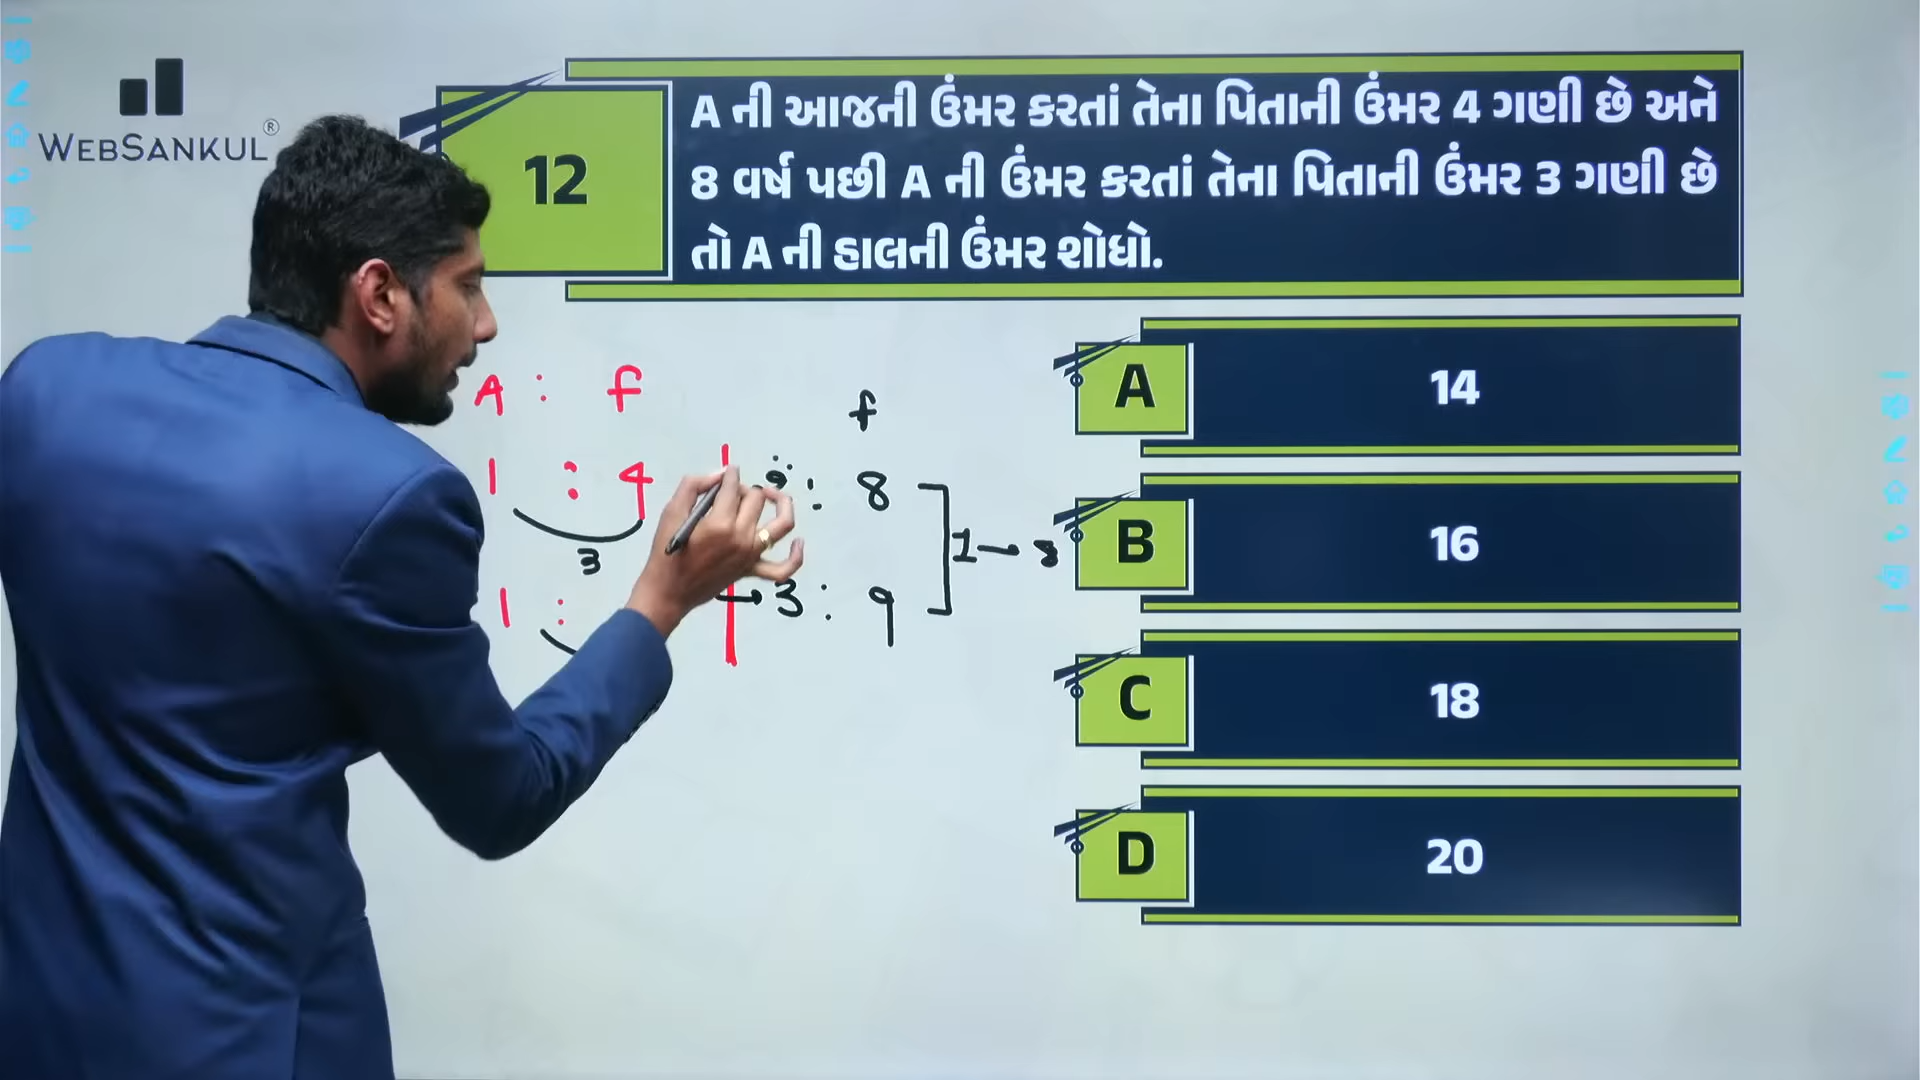 WEBSANKUL®
12
A ની આજની ઉંમર કરતાં તેના પિતાની ઉંમર 4 ગણી છે અને
8 વર્ષ પછી A ની ઉંમર કરતાં તેના પિતાની ઉંમર 3 ગણી છે
તો A ની હાલની ઉંમર શોધો.
A : f
f
1 : 4
: 8
3
1 → 8
1 :
→ 3 : 9
A 14
B 16
C 18
D 20